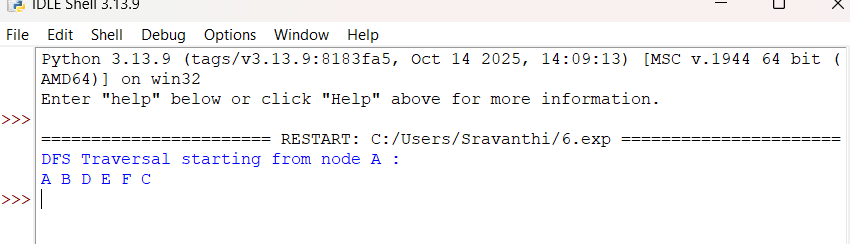 IDLE Shell 3.13.9
File Edit Shell Debug Options Window Help
Python 3.13.9 (tags/v3.13.9:8183fa5, Oct 14 2025, 14:09:13) [MSC v.1944 64 bit (
AMD64)] on win32
Enter "help" below or click "Help" above for more information.
>>>
======================= RESTART: C:/Users/Sravanthi/6.exp ======================
DFS Traversal starting from node A :
A B D E F C
>>>